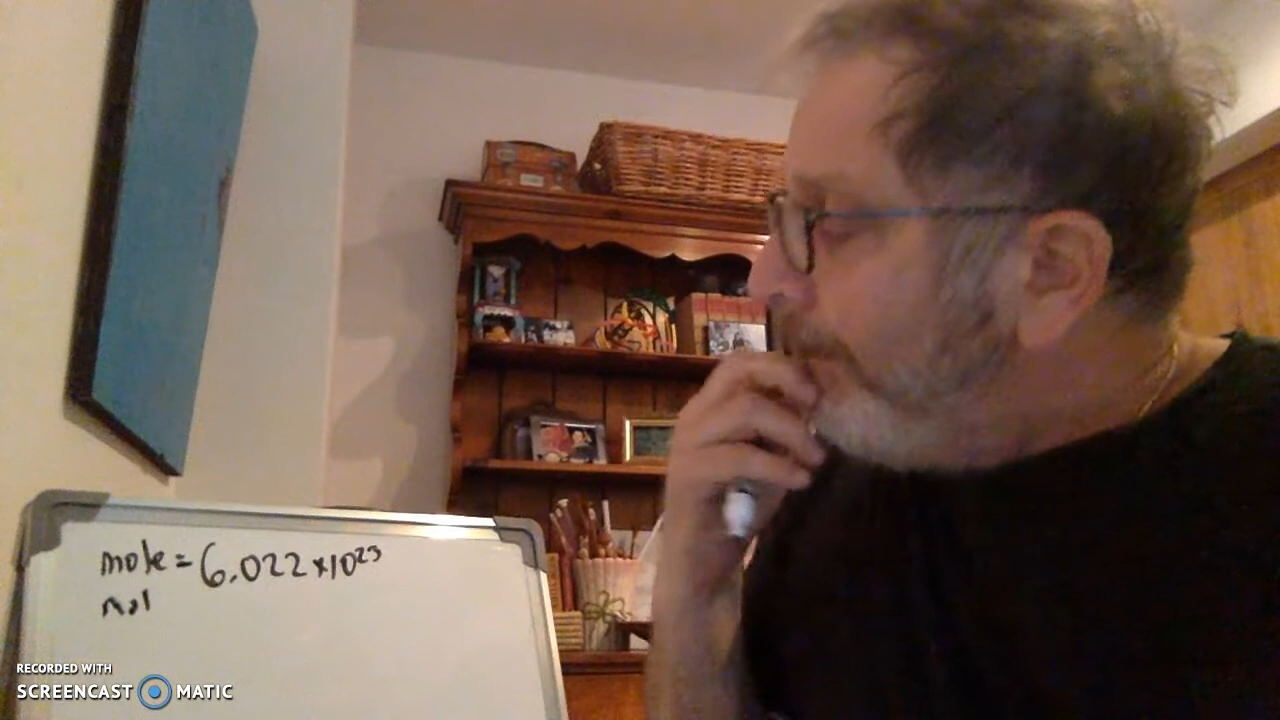 mole = 6.022 x 10²³
mol
RECORDED WITH
SCREENCAST MATIC